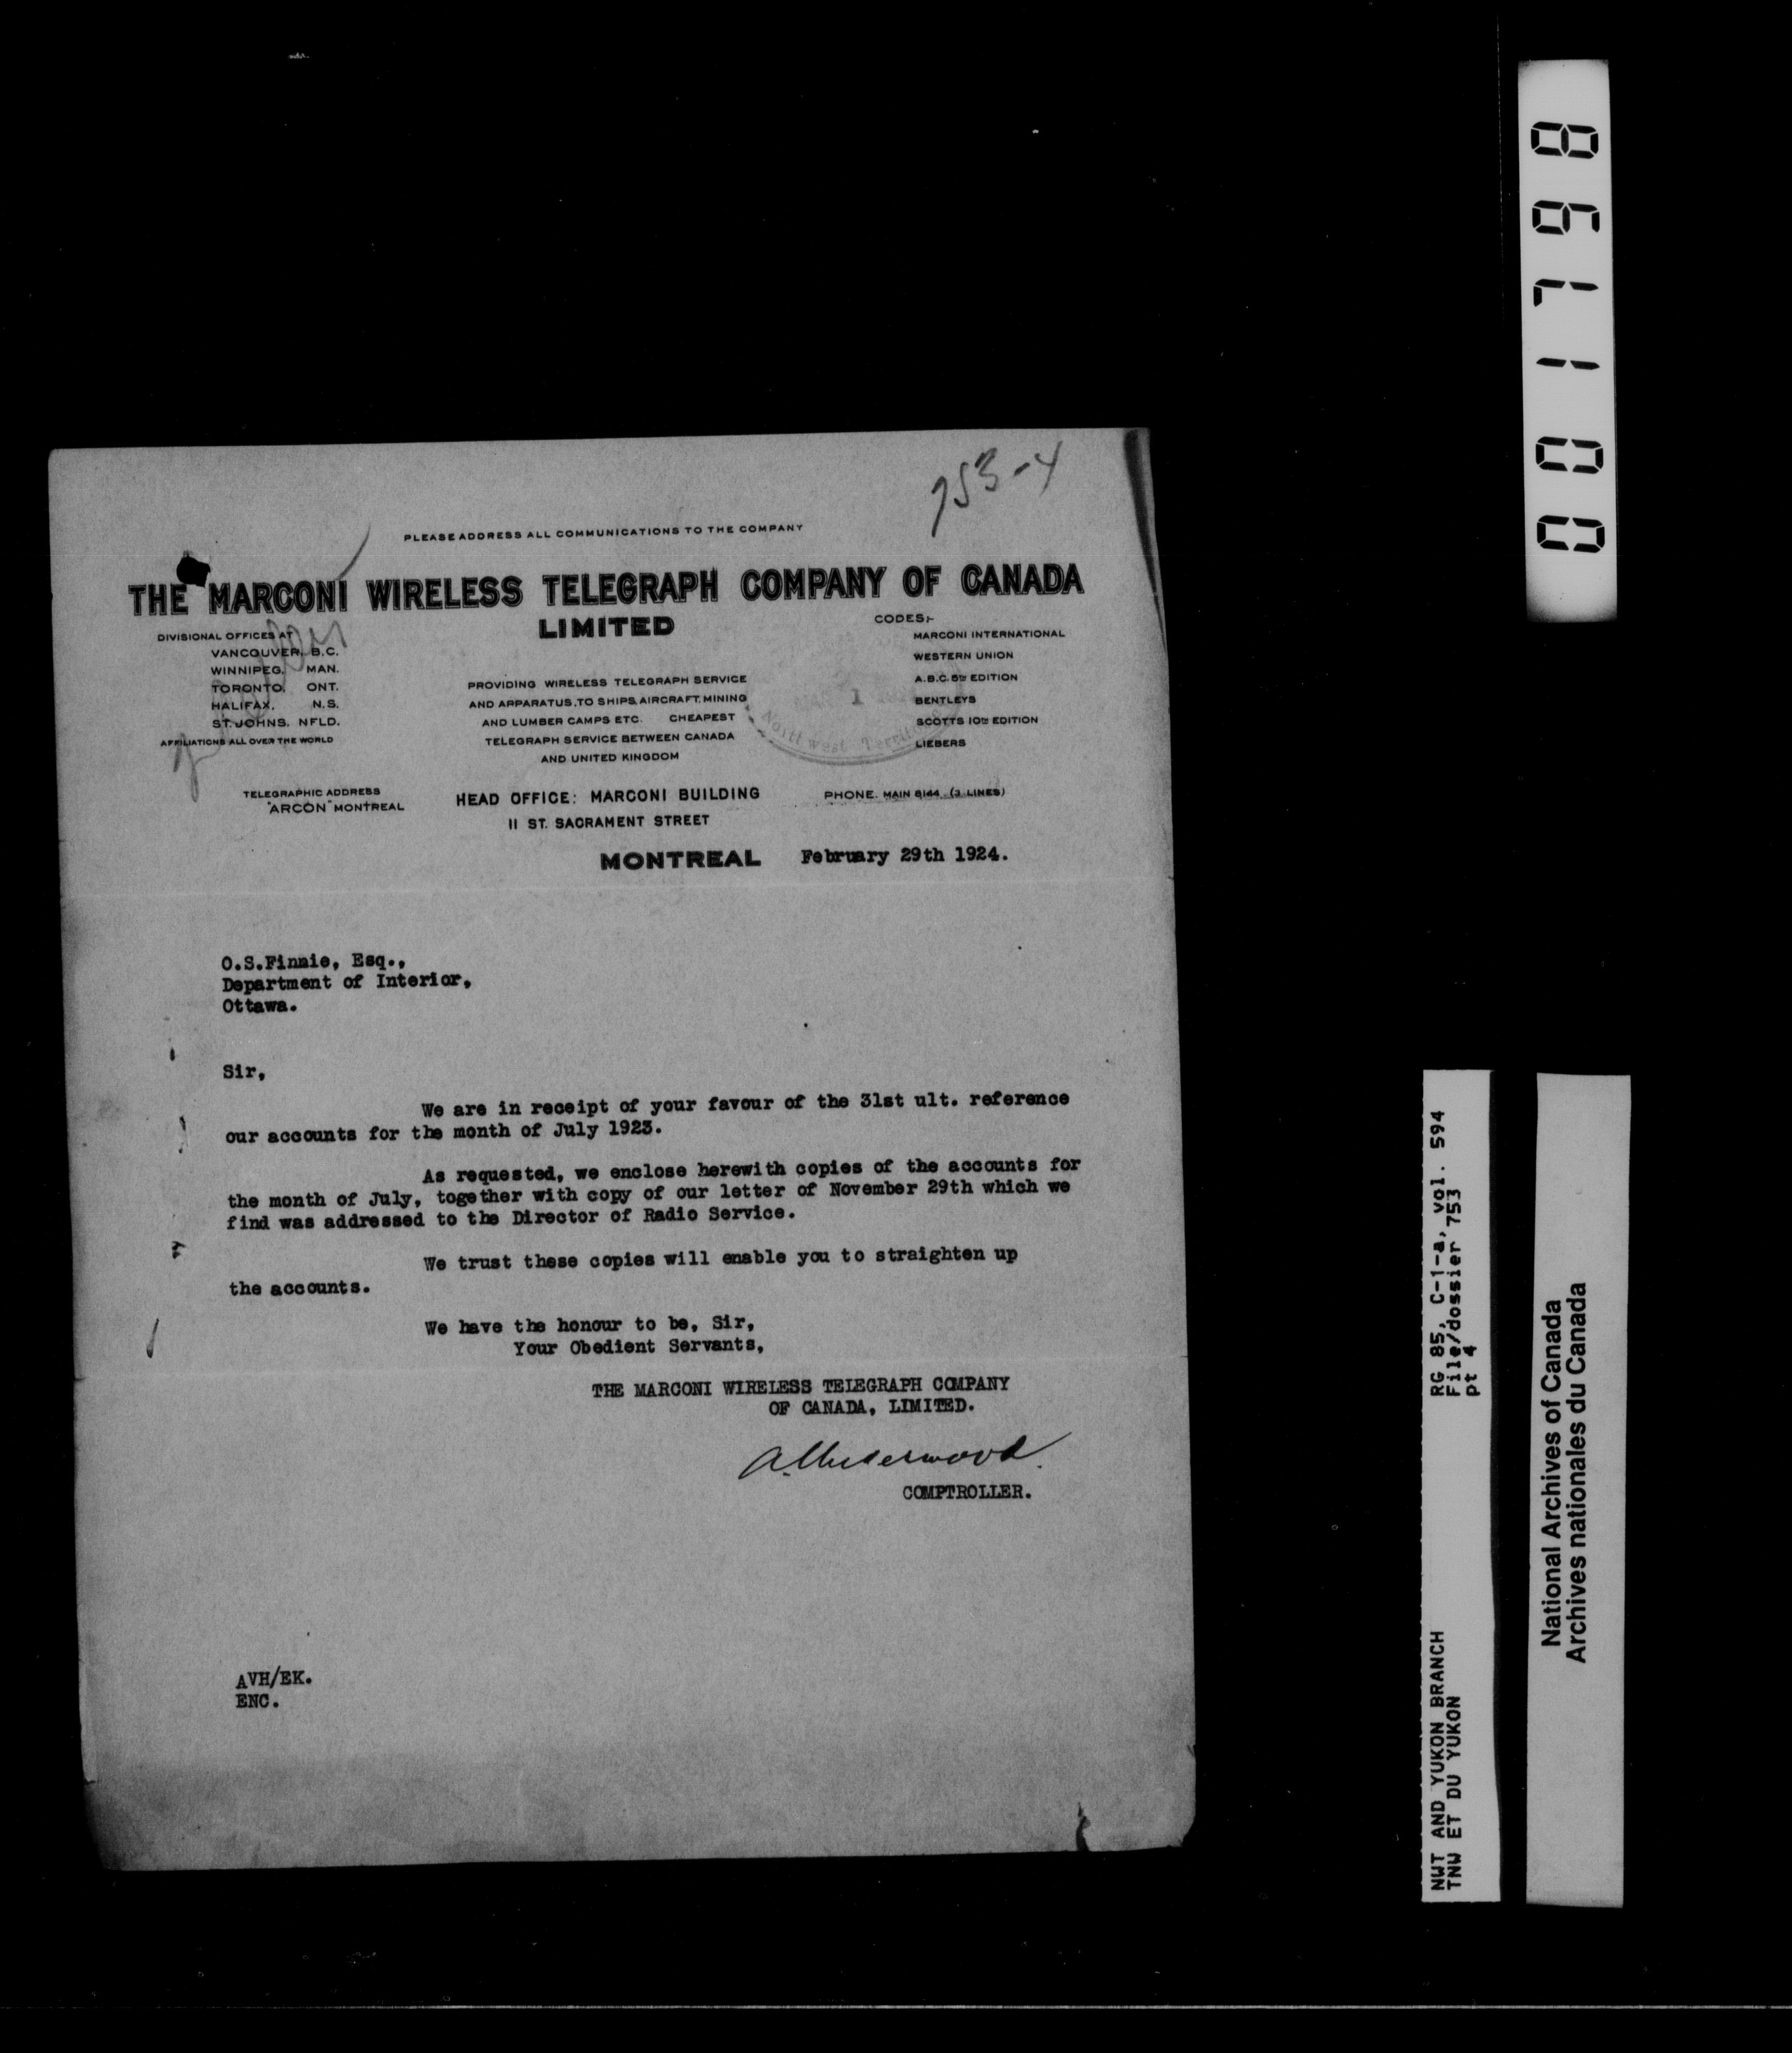 753-4
PLEASE ADDRESS ALL COMMUNICATIONS TO THE COMPANY
THE MARCONI WIRELESS TELEGRAPH COMPANY OF CANADA
LIMITED
DIVISIONAL OFFICES AT
VANCOUVER, B.C.
WINNIPEG, MAN.
TORONTO, ONT.
HALIFAX, N.S.
ST. JOHNS. NFLD.
AFFILIATIONS ALL OVER THE WORLD
PROVIDING WIRELESS TELEGRAPH SERVICE
AND APPARATUS, TO SHIPS, AIRCRAFT, MINING
AND LUMBER CAMPS ETC. CHEAPEST
TELEGRAPH SERVICE BETWEEN CANADA
AND UNITED KINGDOM
CODES:-
MARCONI INTERNATIONAL
WESTERN UNION
A.B.C. 5TH EDITION
BENTLEYS
SCOTTS 10TH EDITION
LIEBERS
1
North West Territories
TELEGRAPHIC ADDRESS
"ARCON" MONTREAL
HEAD OFFICE: MARCONI BUILDING
11 ST. SACRAMENT STREET
PHONE. MAIN 8144. (3 LINES)
MONTREAL February 29th 1924.
O.S.Finnie, Esq.,
Department of Interior,
Ottawa.
Sir,
We are in receipt of your favour of the 31st ult. reference
our accounts for the month of July 1923.
As requested, we enclose herewith copies of the accounts for
the month of July, together with copy of our letter of November 29th which we
find was addressed to the Director of Radio Service.
We trust these copies will enable you to straighten up
the accounts.
We have the honour to be, Sir,
Your Obedient Servants,
THE MARCONI WIRELESS TELEGRAPH COMPANY
OF CANADA, LIMITED.
COMPTROLLER.
AVH/EK.
ENC.
001798
RG 85, C-1-a, vol. 594
File/dossier 753
pt 4
NWT AND YUKON BRANCH
TNW ET DU YUKON
National Archives of Canada
Archives nationales du Canada